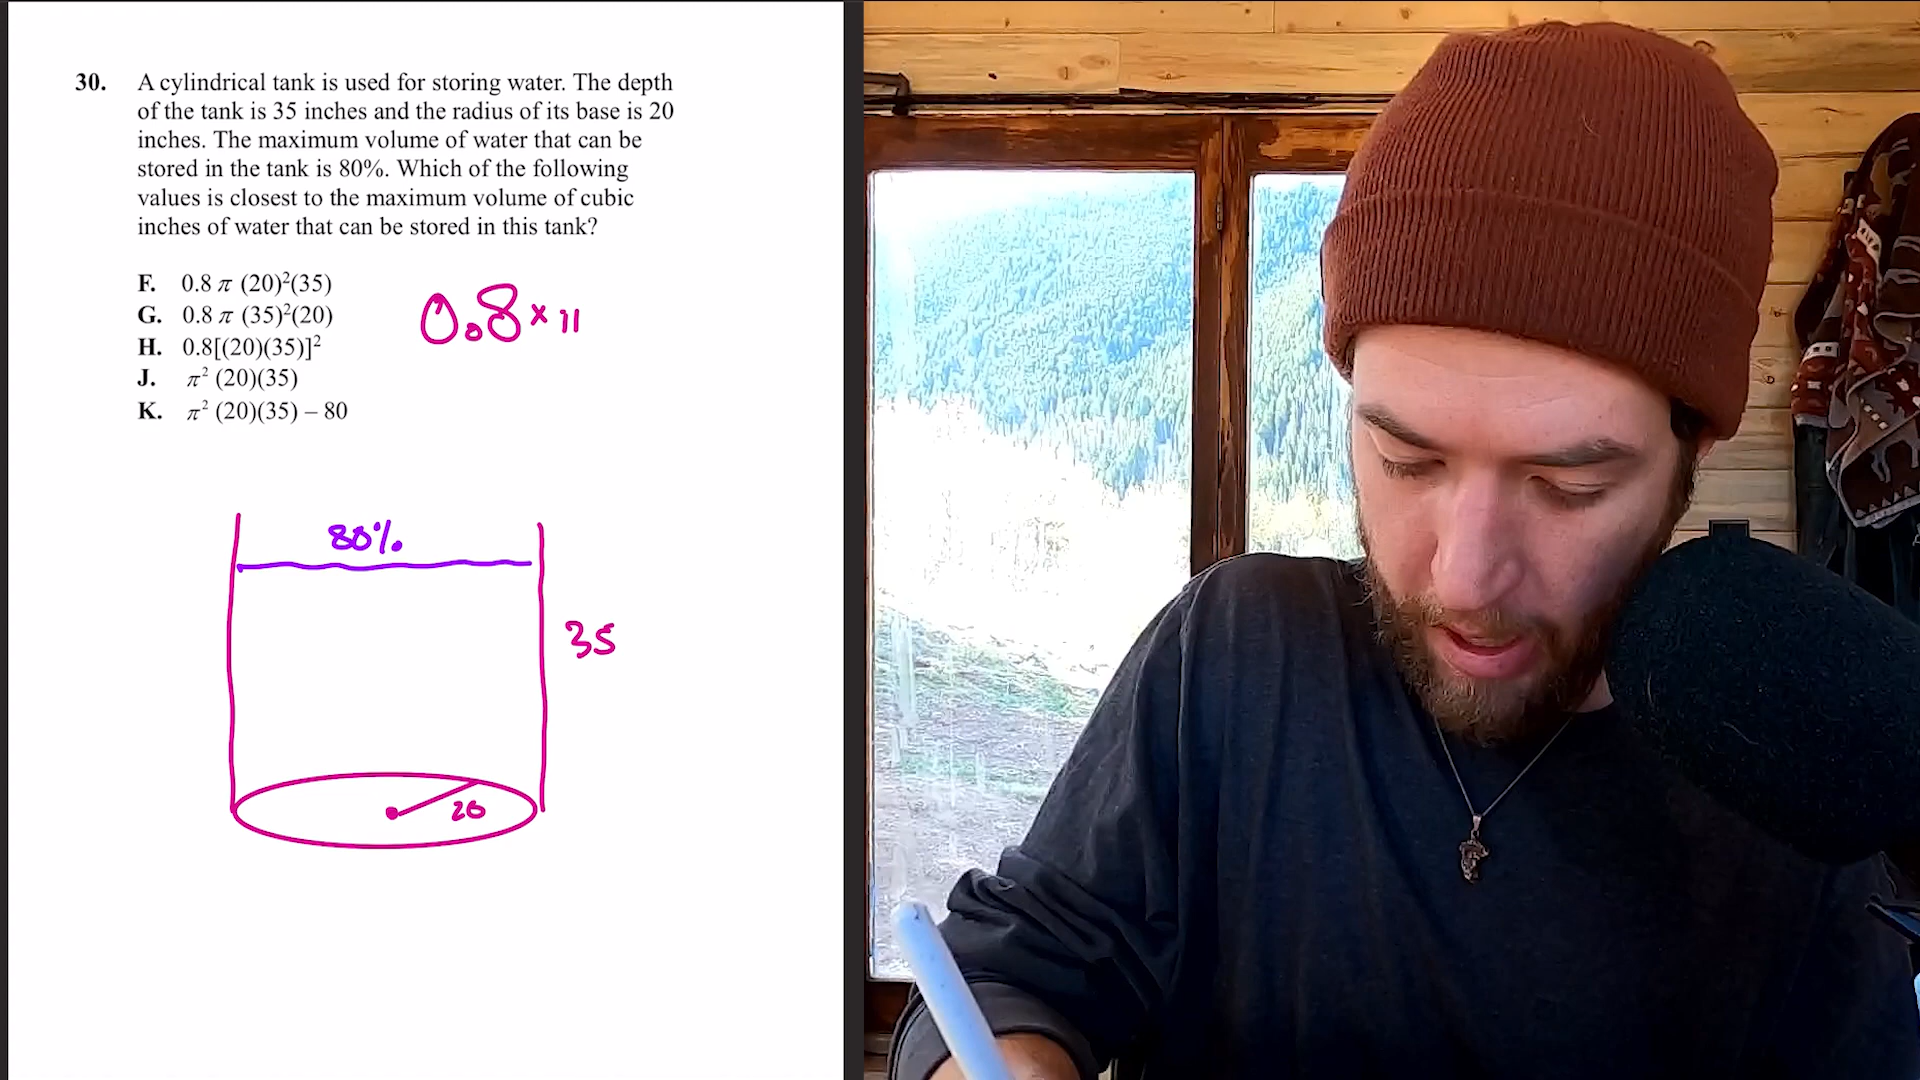 30. A cylindrical tank is used for storing water. The depth
of the tank is 35 inches and the radius of its base is 20
inches. The maximum volume of water that can be
stored in the tank is 80%. Which of the following
values is closest to the maximum volume of cubic
inches of water that can be stored in this tank?
F. 0.8 π (20)²(35)
G. 0.8 π (35)²(20)
H. 0.8[(20)(35)]²
J. π² (20)(35)
K. π² (20)(35) – 80
0.8 × 11
80%
35
20